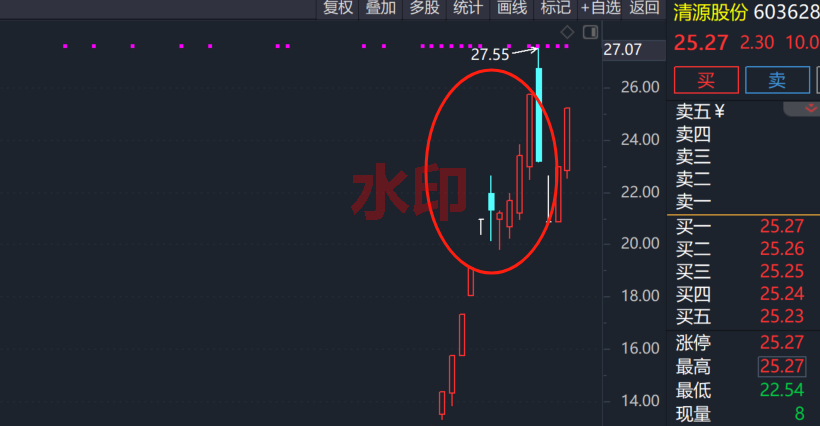 复权 叠加 多股 统计 画线 标记 +自选 返回
清源股份 603628
25.27 2.30 10.0
买 卖
27.55
27.07
26.00
24.00
22.00
20.00
18.00
16.00
14.00
水印
卖五 ¥
卖四
卖三
卖二
卖一
买一 25.27
买二 25.26
买三 25.25
买四 25.24
买五 25.23
涨停 25.27
最高 25.27
最低 22.54
现量 8